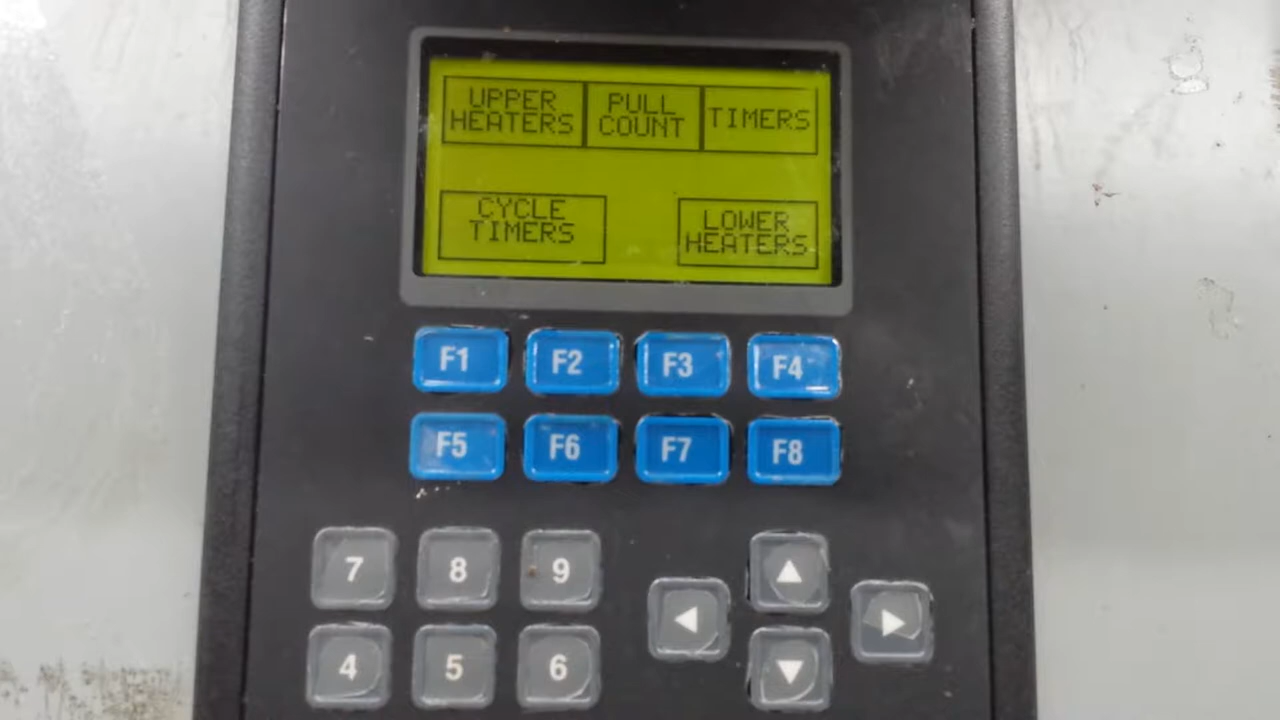 UPPER HEATERS
PULL COUNT
TIMERS
CYCLE TIMERS
LOWER HEATERS
F1 F2 F3 F4
F5 F6 F7 F8
7 8 9
4 5 6